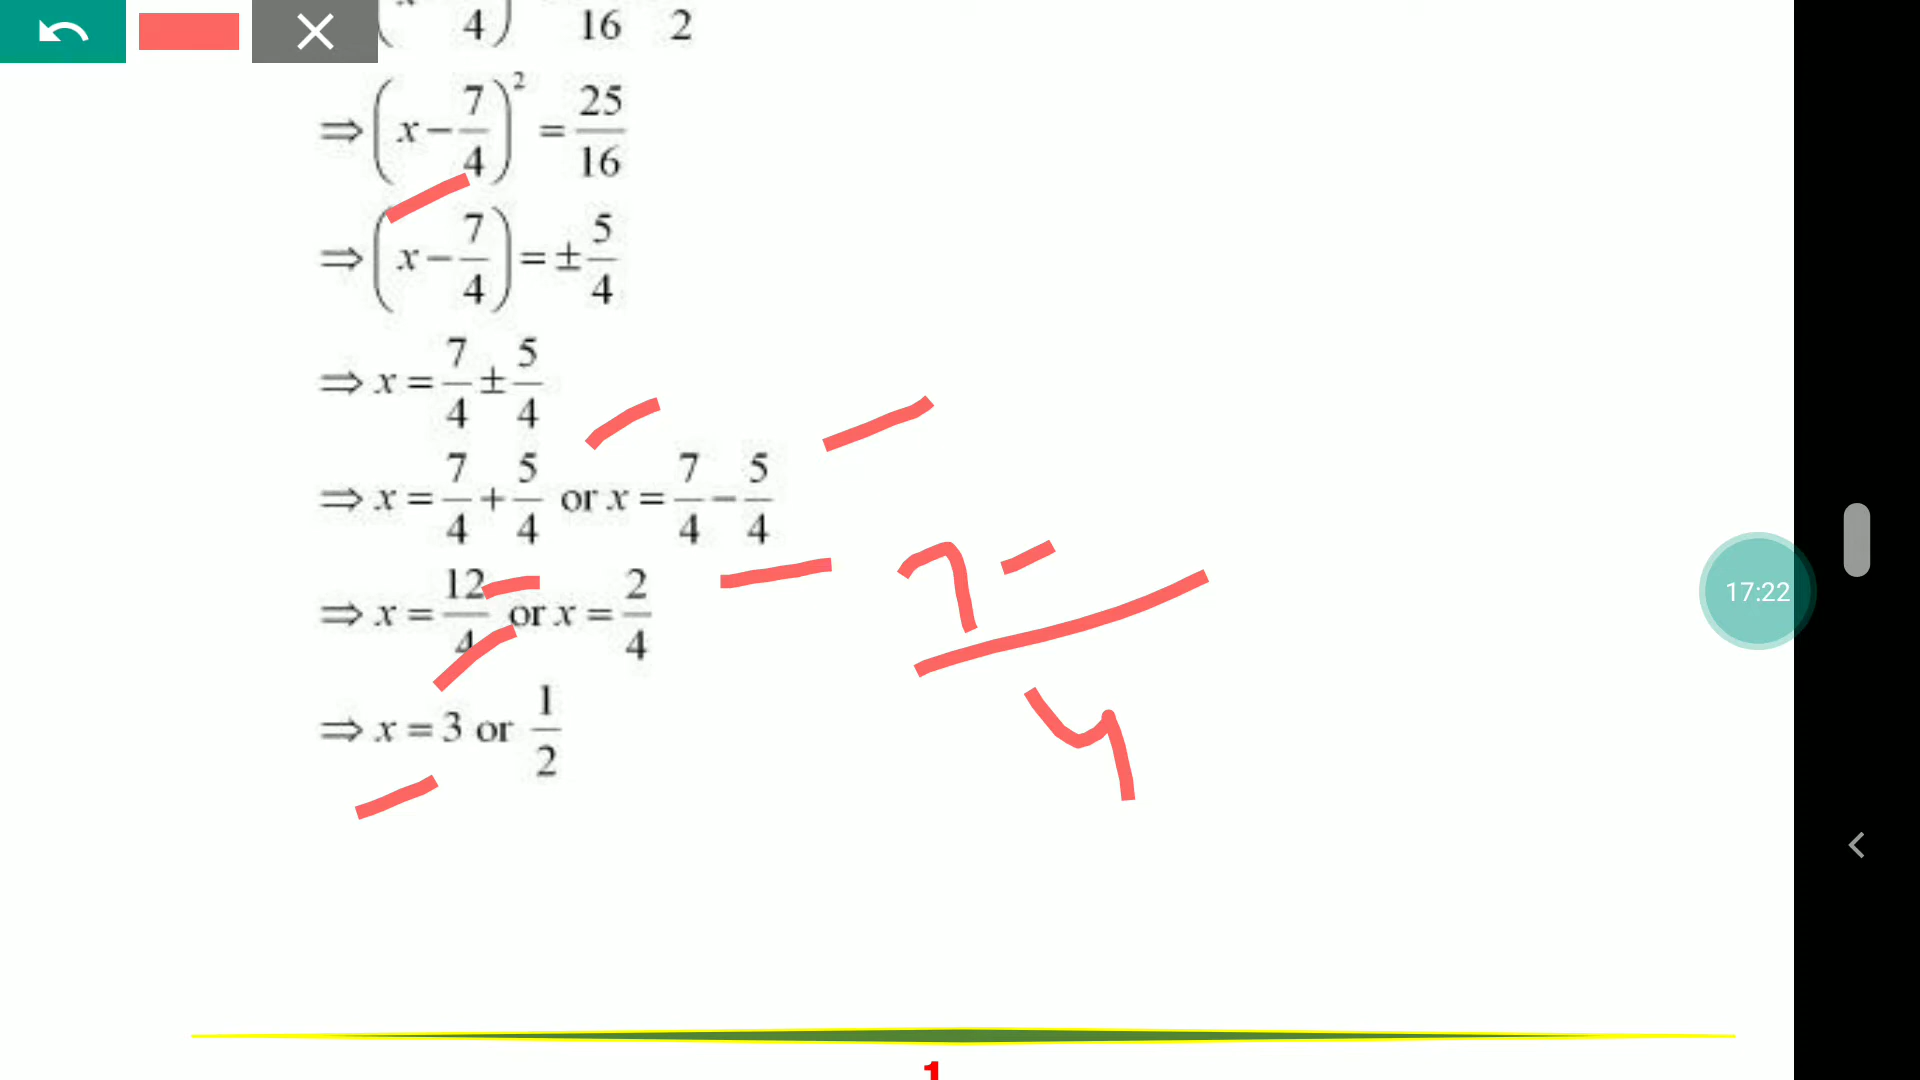 4) 16 2
⇒ (x − 7/4)² = 25/16
⇒ (x − 7/4) = ± 5/4
⇒ x = 7/4 ± 5/4
⇒ x = 7/4 + 5/4 or x = 7/4 − 5/4
⇒ x = 12/4 or x = 2/4
⇒ x = 3 or 1/2
7 -
4
17:22
1